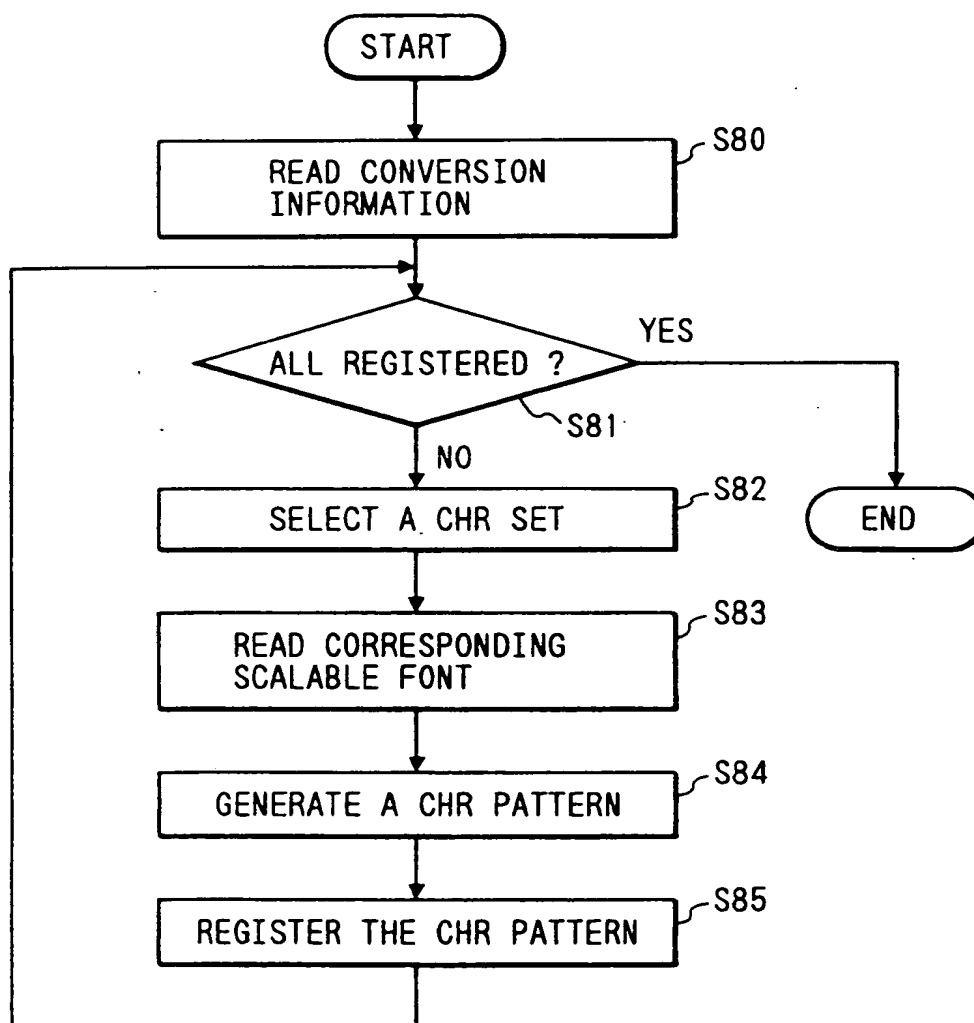 START
S80
READ CONVERSION
INFORMATION
YES
ALL REGISTERED ?
S81
NO
S82
SELECT A CHR SET
END
S83
READ CORRESPONDING
SCALABLE FONT
S84
GENERATE A CHR PATTERN
S85
REGISTER THE CHR PATTERN